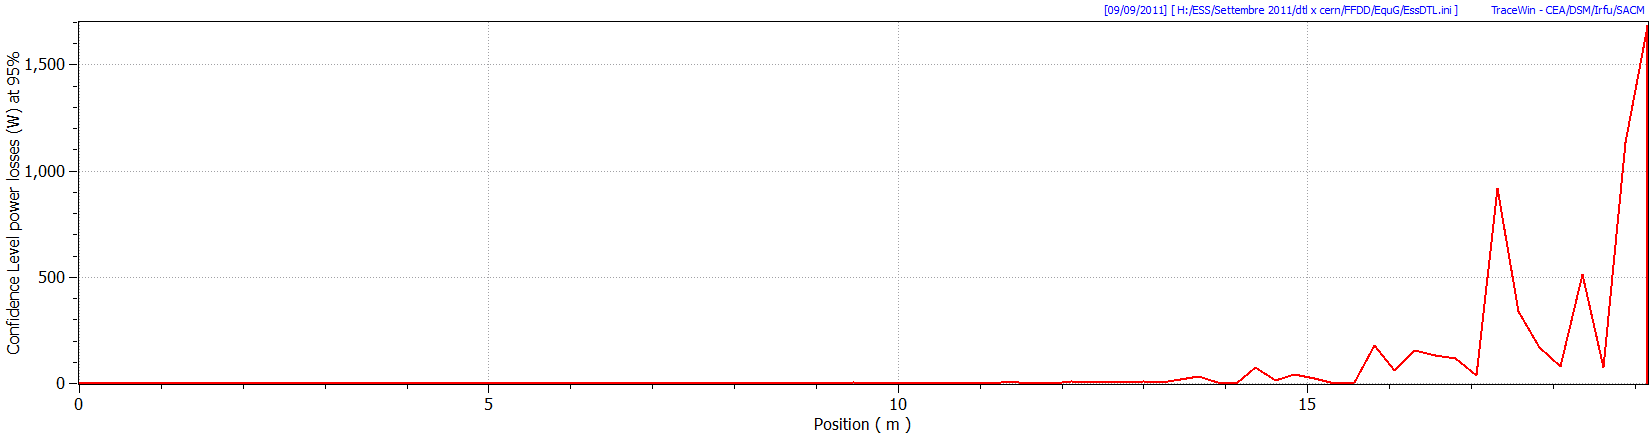 [09/09/2011] [ H:/ESS/Settembre 2011/dtl x cern/FFDD/EquG/EssDTL.ini ] TraceWin - CEA/DSM/Irfu/SACM
Confidence Level power losses (W) at 95%
1,500
1,000
500
0
0 5 10 15
Position ( m )